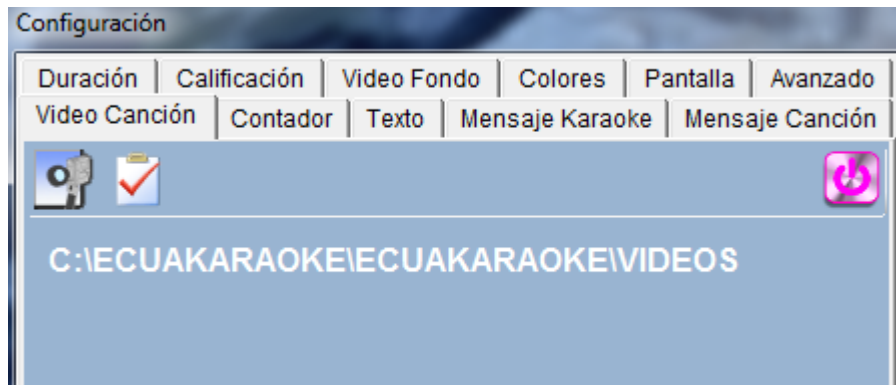 Configuración
Duración Calificación Video Fondo Colores Pantalla Avanzado
Video Canción Contador Texto Mensaje Karaoke Mensaje Canción
C:\ECUAKARAOKE\ECUAKARAOKE\VIDEOS